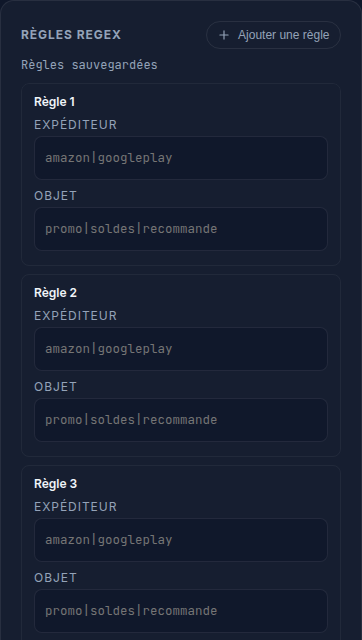 RÈGLES REGEX
+ Ajouter une règle
Règles sauvegardées
Règle 1
EXPÉDITEUR
amazon|googleplay
OBJET
promo|soldes|recommande
Règle 2
EXPÉDITEUR
amazon|googleplay
OBJET
promo|soldes|recommande
Règle 3
EXPÉDITEUR
amazon|googleplay
OBJET
promo|soldes|recommande